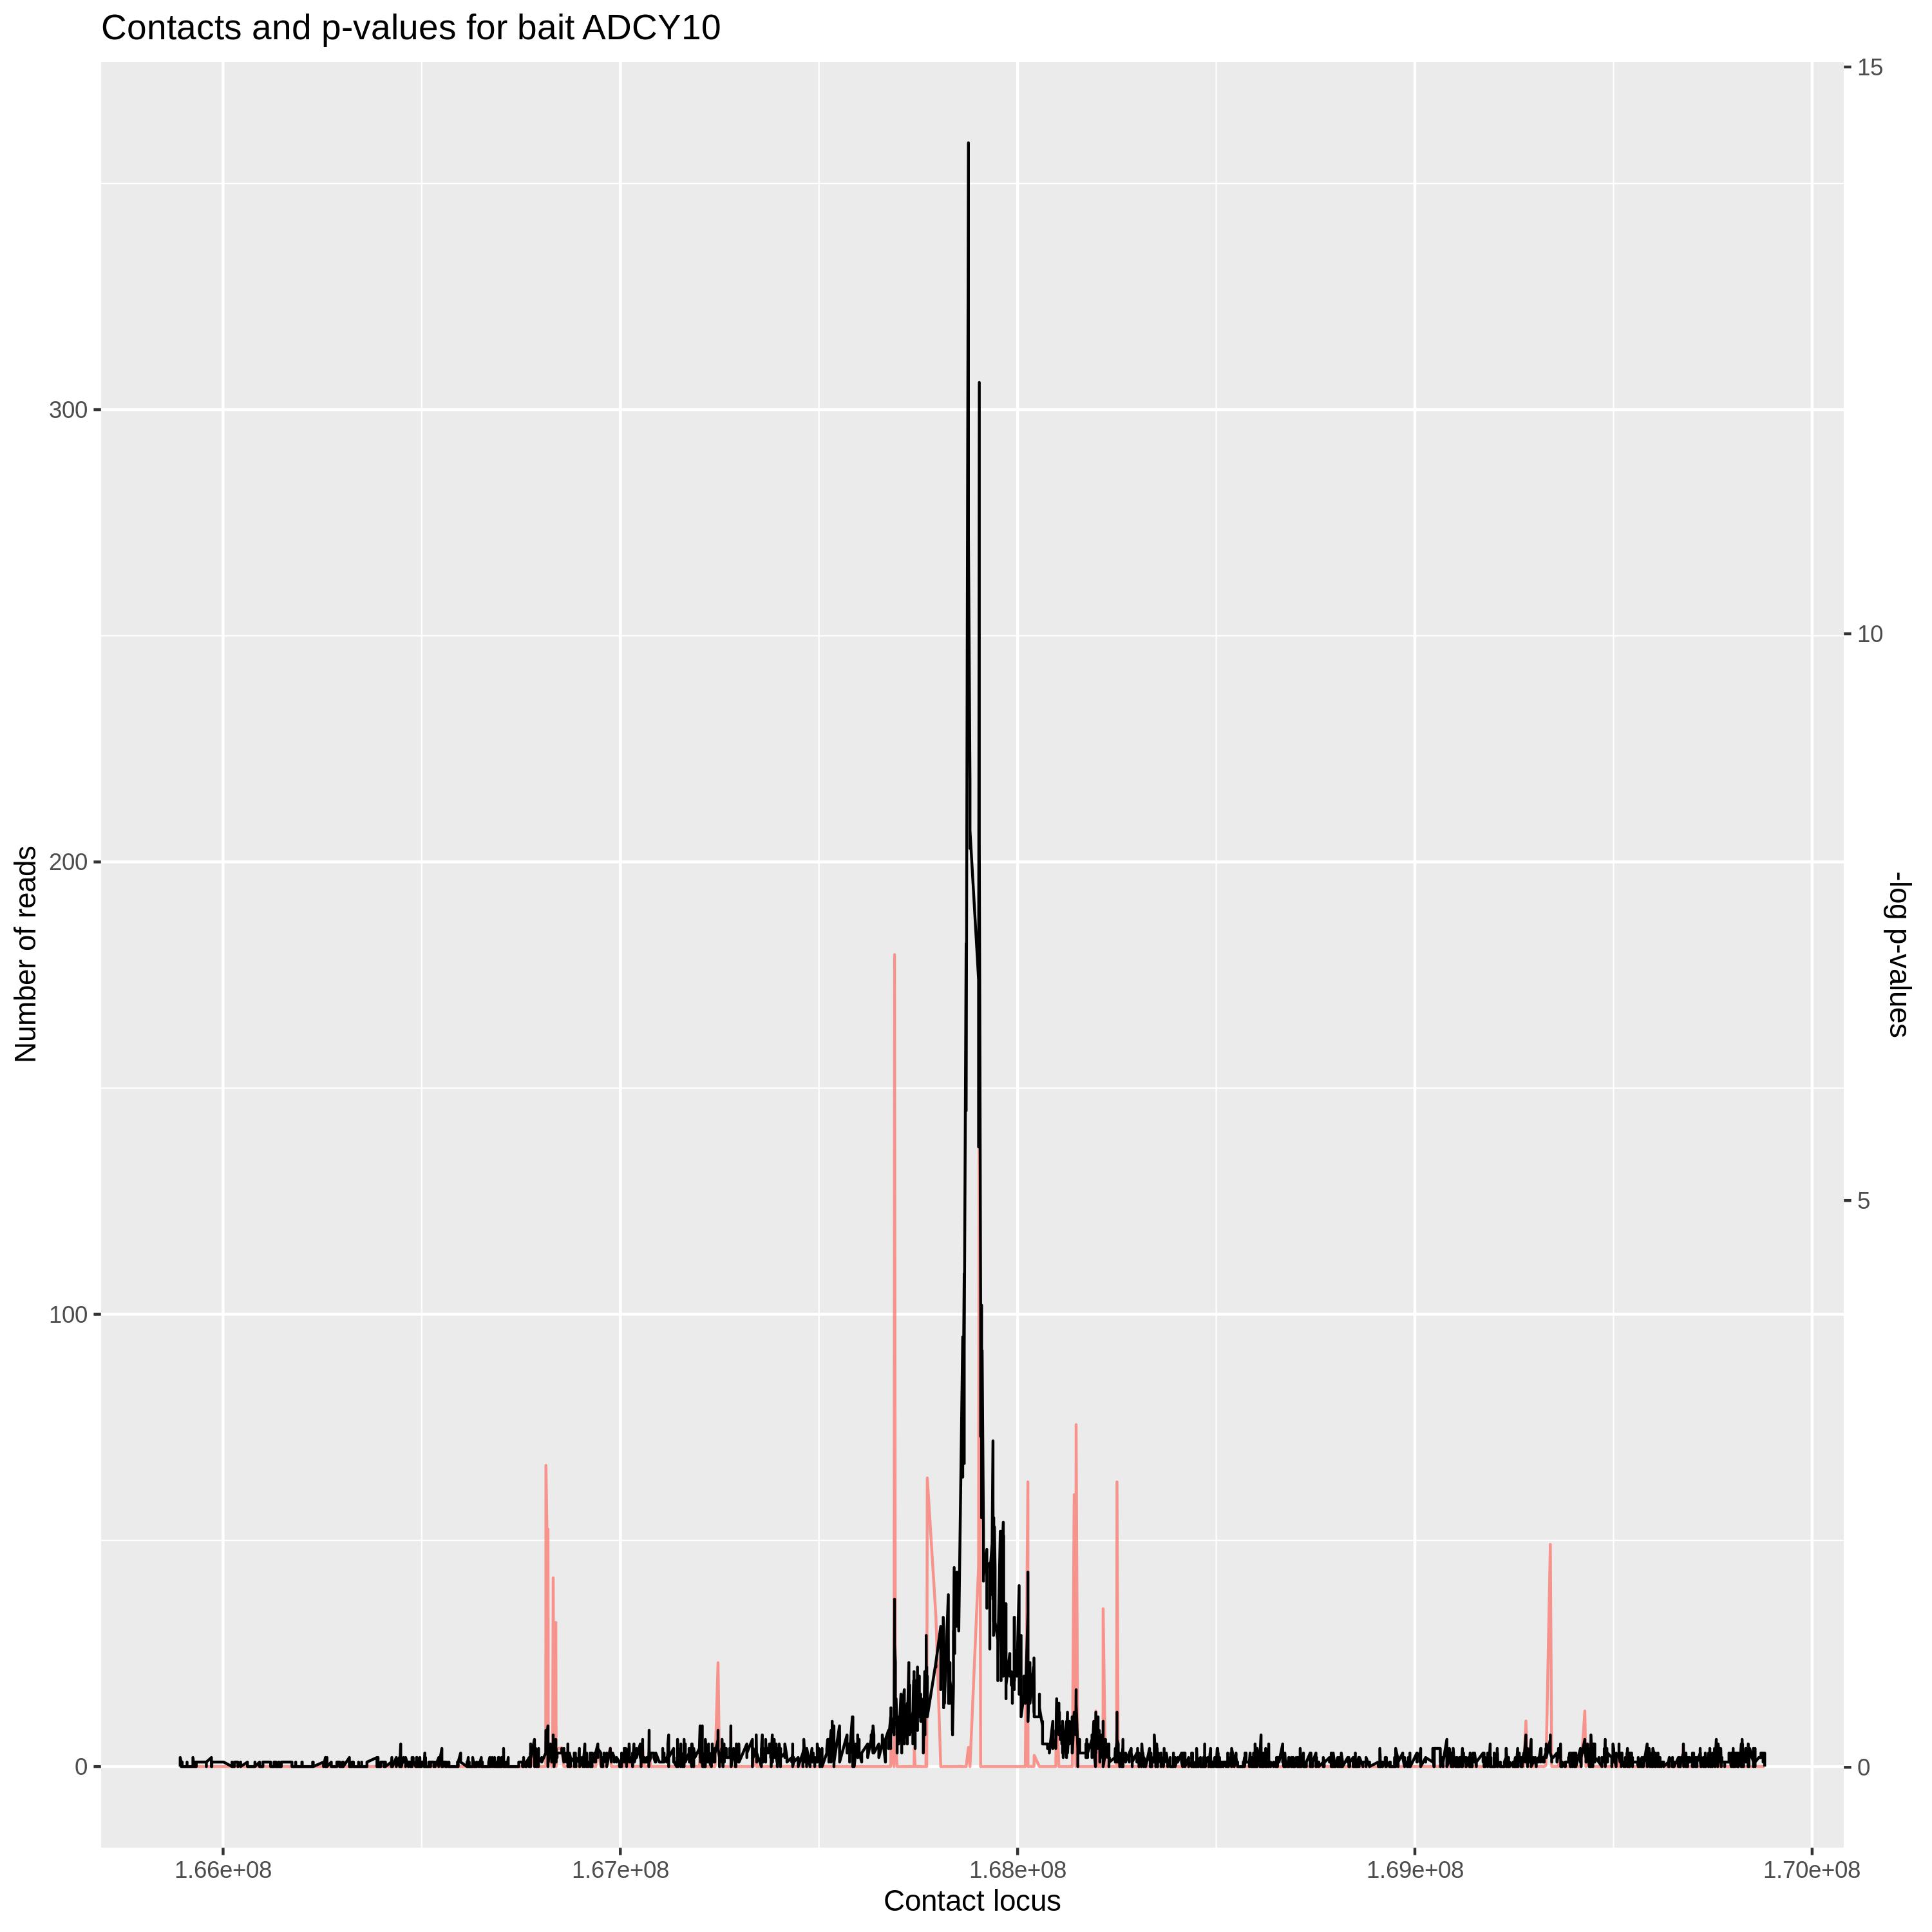 Contacts and p-values for bait ADCY10
15
10
5
0
-log p-values
300
200
100
0
Number of reads
1.66e+08 1.67e+08 1.68e+08 1.69e+08 1.70e+08
Contact locus